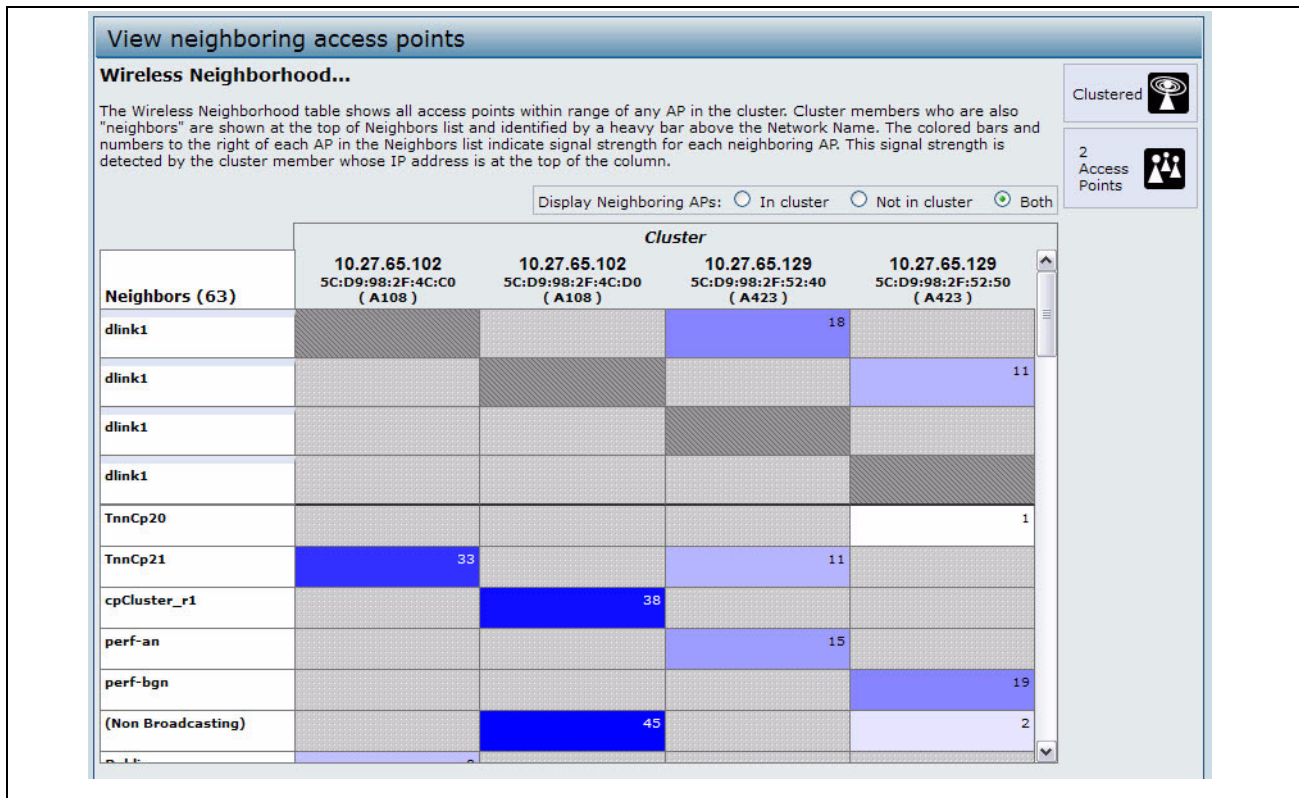 View neighboring access points
Wireless Neighborhood...
The Wireless Neighborhood table shows all access points within range of any AP in the cluster. Cluster members who are also
"neighbors" are shown at the top of Neighbors list and identified by a heavy bar above the Network Name. The colored bars and
numbers to the right of each AP in the Neighbors list indicate signal strength for each neighboring AP. This signal strength is
detected by the cluster member whose IP address is at the top of the column.
Clustered
2
Access
Points
Display Neighboring APs: In cluster Not in cluster Both
Cluster
Neighbors (63)
10.27.65.102
5C:D9:98:2F:4C:C0
( A108 )
10.27.65.102
5C:D9:98:2F:4C:D0
( A108 )
10.27.65.129
5C:D9:98:2F:52:40
( A423 )
10.27.65.129
5C:D9:98:2F:52:50
( A423 )
dlink1 18
dlink1 11
dlink1
dlink1
TnnCp20 1
TnnCp21 33 11
cpCluster_r1 38
perf-an 15
perf-bgn 19
(Non Broadcasting) 45 2